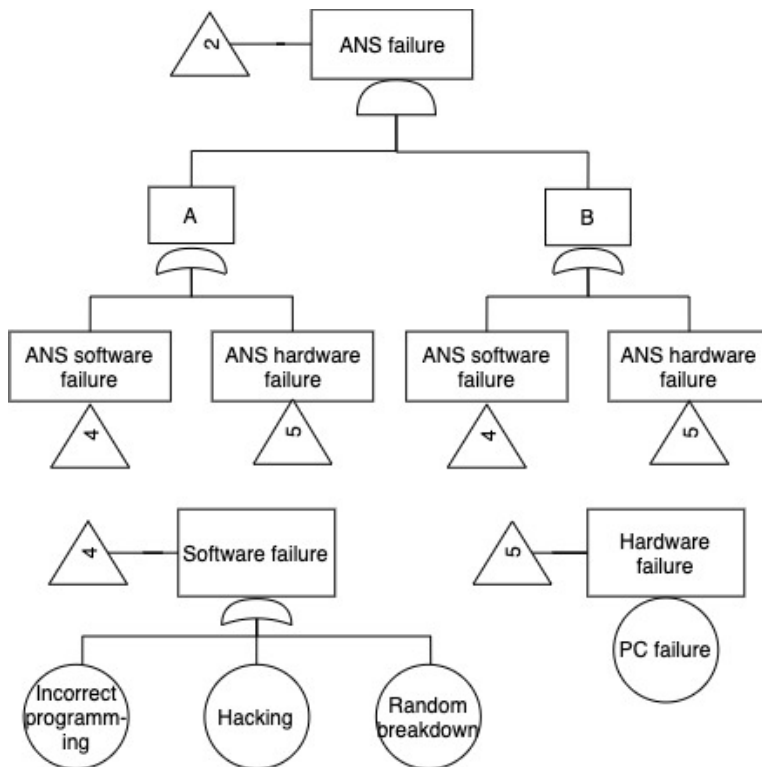 2
ANS failure
A
B
ANS software
failure
ANS hardware
failure
ANS software
failure
ANS hardware
failure
4
5
4
5
4
Software failure
5
Hardware
failure
Incorrect
programm-
ing
Hacking
Random
breakdown
PC failure